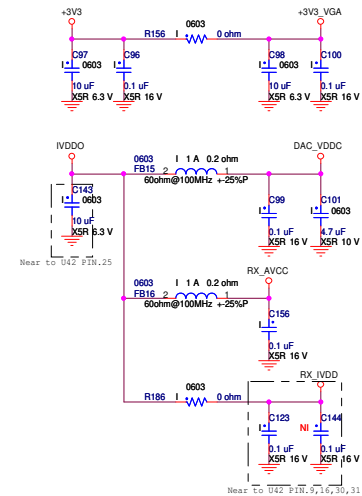 +3V3
+3V3_VGA
R156 I 0603 0 ohm
C97 C96 C98 C100
I 0603 I I 0603 I
10 uF 0.1 uF 10 uF 0.1 uF
X5R 6.3 V X5R 16 V X5R 6.3 V X5R 16 V
IVDDO
DAC_VDDC
0603 I 1 A 0.2 ohm
FB15 2 1
60ohm@100MHz +-25%P
C143
I 0603
10 uF
X5R 6.3 V
Near to U42 PIN.25
C99 C101
I I 0603
0.1 uF 4.7 uF
X5R 16 V X5R 10 V
RX_AVCC
0603 I 1 A 0.2 ohm
FB16 2 1
60ohm@100MHz +-25%P
C156
I
0.1 uF
X5R 16 V
RX_IVDD
R186 I 0603 0 ohm
C123 C144
I NI
0.1 uF 0.1 uF
X5R 16 V X5R 16 V
Near to U42 PIN.9,16,30,31